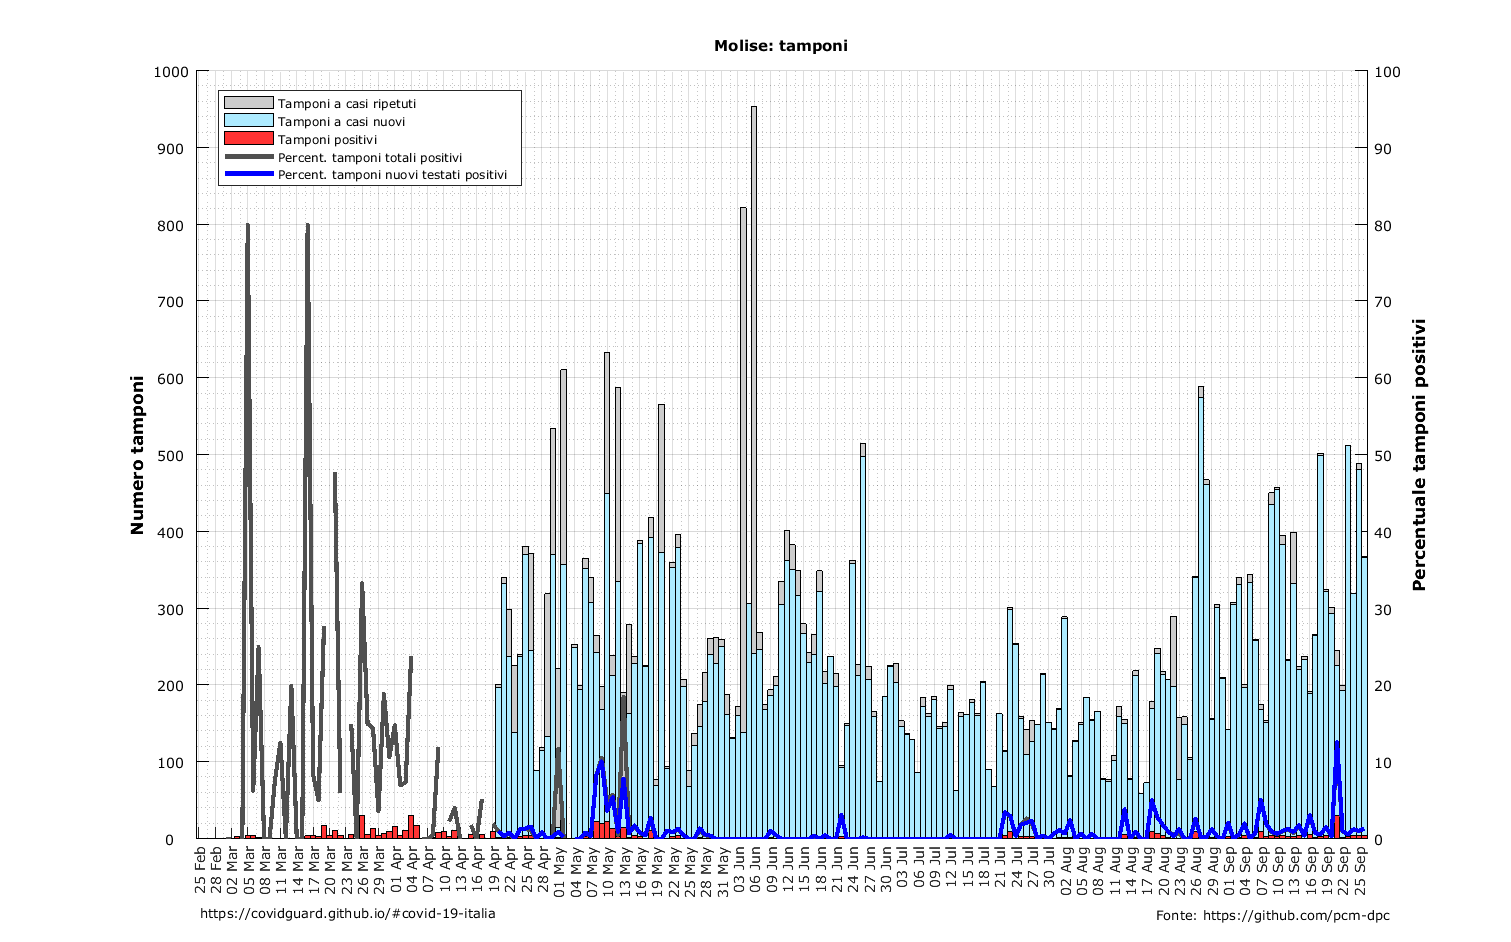 Molise: tamponi
1000
900
800
700
600
500
400
300
200
100
0
Numero tamponi
Tamponi a casi ripetuti
Tamponi a casi nuovi
Tamponi positivi
Percent. tamponi totali positivi
Percent. tamponi nuovi testati positivi
100
90
80
70
60
50
40
30
20
10
0
Percentuale tamponi positivi
25 Feb
28 Feb
02 Mar
05 Mar
08 Mar
11 Mar
14 Mar
17 Mar
20 Mar
23 Mar
26 Mar
29 Mar
01 Apr
04 Apr
07 Apr
10 Apr
13 Apr
16 Apr
19 Apr
22 Apr
25 Apr
28 Apr
01 May
04 May
07 May
10 May
13 May
16 May
19 May
22 May
25 May
28 May
31 May
03 Jun
06 Jun
09 Jun
12 Jun
15 Jun
18 Jun
21 Jun
24 Jun
27 Jun
30 Jun
03 Jul
06 Jul
09 Jul
12 Jul
15 Jul
18 Jul
21 Jul
24 Jul
27 Jul
30 Jul
02 Aug
05 Aug
08 Aug
11 Aug
14 Aug
17 Aug
20 Aug
23 Aug
26 Aug
29 Aug
01 Sep
04 Sep
07 Sep
10 Sep
13 Sep
16 Sep
19 Sep
22 Sep
25 Sep
https://covidguard.github.io/#covid-19-italia
Fonte: https://github.com/pcm-dpc